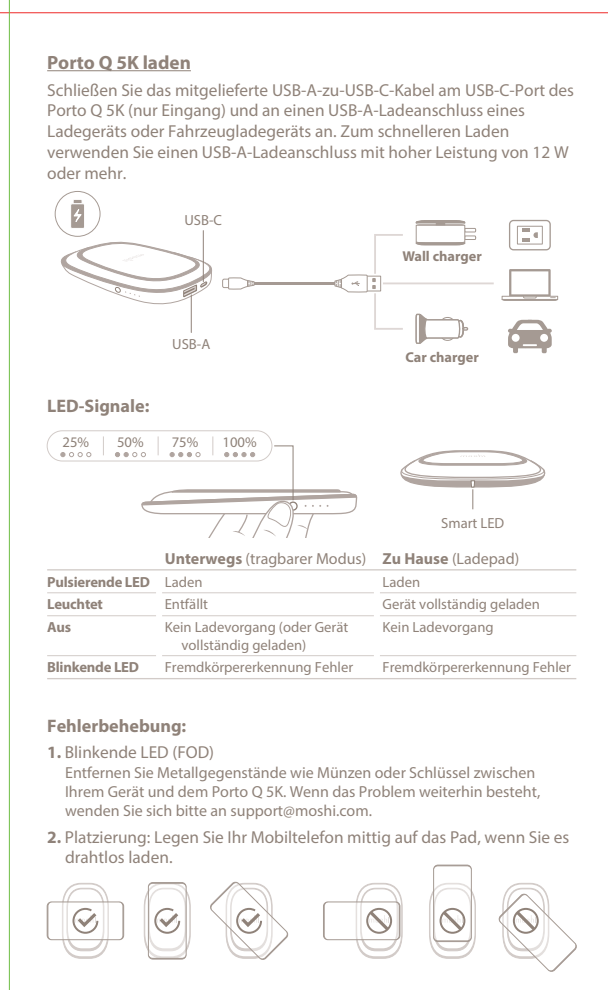 Porto Q 5K laden
Schließen Sie das mitgelieferte USB-A-zu-USB-C-Kabel am USB-C-Port des
Porto Q 5K (nur Eingang) und an einen USB-A-Ladeanschluss eines
Ladegeräts oder Fahrzeugladegeräts an. Zum schnelleren Laden
verwenden Sie einen USB-A-Ladeanschluss mit hoher Leistung von 12 W
oder mehr.
USB-C
Wall charger
USB-A
Car charger
LED-Signale:
25% 50% 75% 100%
Smart LED
Unterwegs (tragbarer Modus) Zu Hause (Ladepad)
Pulsierende LED Laden Laden
Leuchtet Entfällt Gerät vollständig geladen
Aus Kein Ladevorgang (oder Gerät Kein Ladevorgang
vollständig geladen)
Blinkende LED Fremdkörpererkennung Fehler Fremdkörpererkennung Fehler
Fehlerbehebung:
1. Blinkende LED (FOD)
Entfernen Sie Metallgegenstände wie Münzen oder Schlüssel zwischen
Ihrem Gerät und dem Porto Q 5K. Wenn das Problem weiterhin besteht,
wenden Sie sich bitte an support@moshi.com.
2. Platzierung: Legen Sie Ihr Mobiltelefon mittig auf das Pad, wenn Sie es
drahtlos laden.